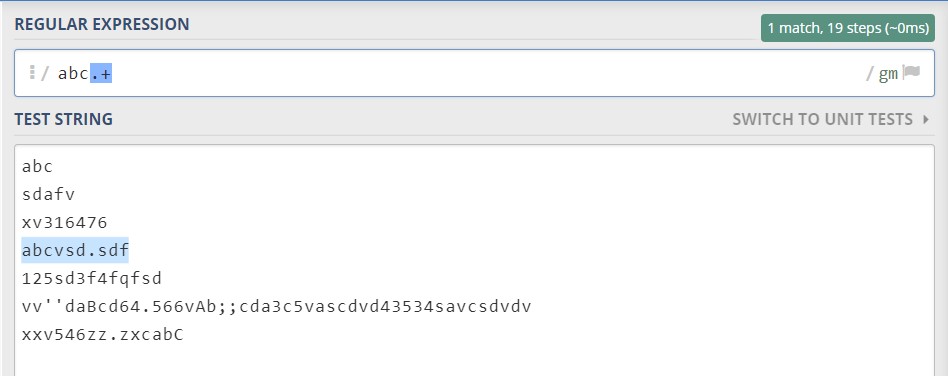 REGULAR EXPRESSION
1 match, 19 steps (~0ms)
/ abc.+ / gm
TEST STRING
SWITCH TO UNIT TESTS
abc
sdafv
xv316476
abcvsd.sdf
125sd3f4fqfsd
vv''daBcd64.566vAb;;cda3c5vascdvd43534savcsdvdv
xxv546zz.zxcabC